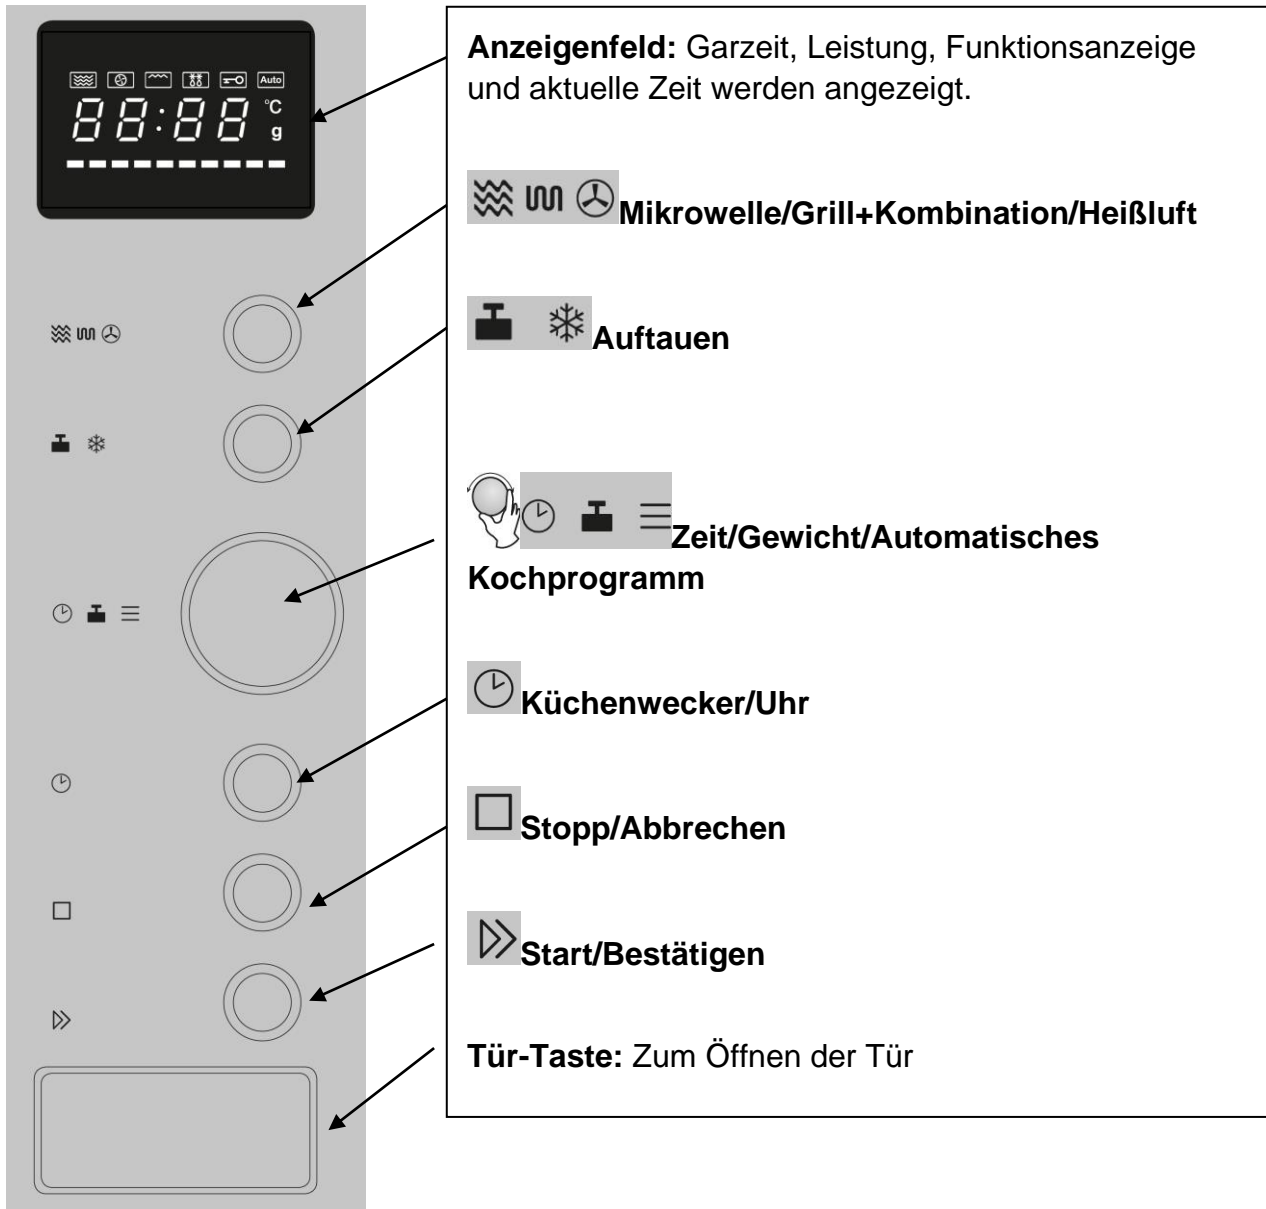 Auto
88:88 °C
g
Anzeigenfeld: Garzeit, Leistung, Funktionsanzeige
und aktuelle Zeit werden angezeigt.
Mikrowelle/Grill+Kombination/Heißluft
Auftauen
Zeit/Gewicht/Automatisches
Kochprogramm
Küchenwecker/Uhr
Stopp/Abbrechen
Start/Bestätigen
Tür-Taste: Zum Öffnen der Tür